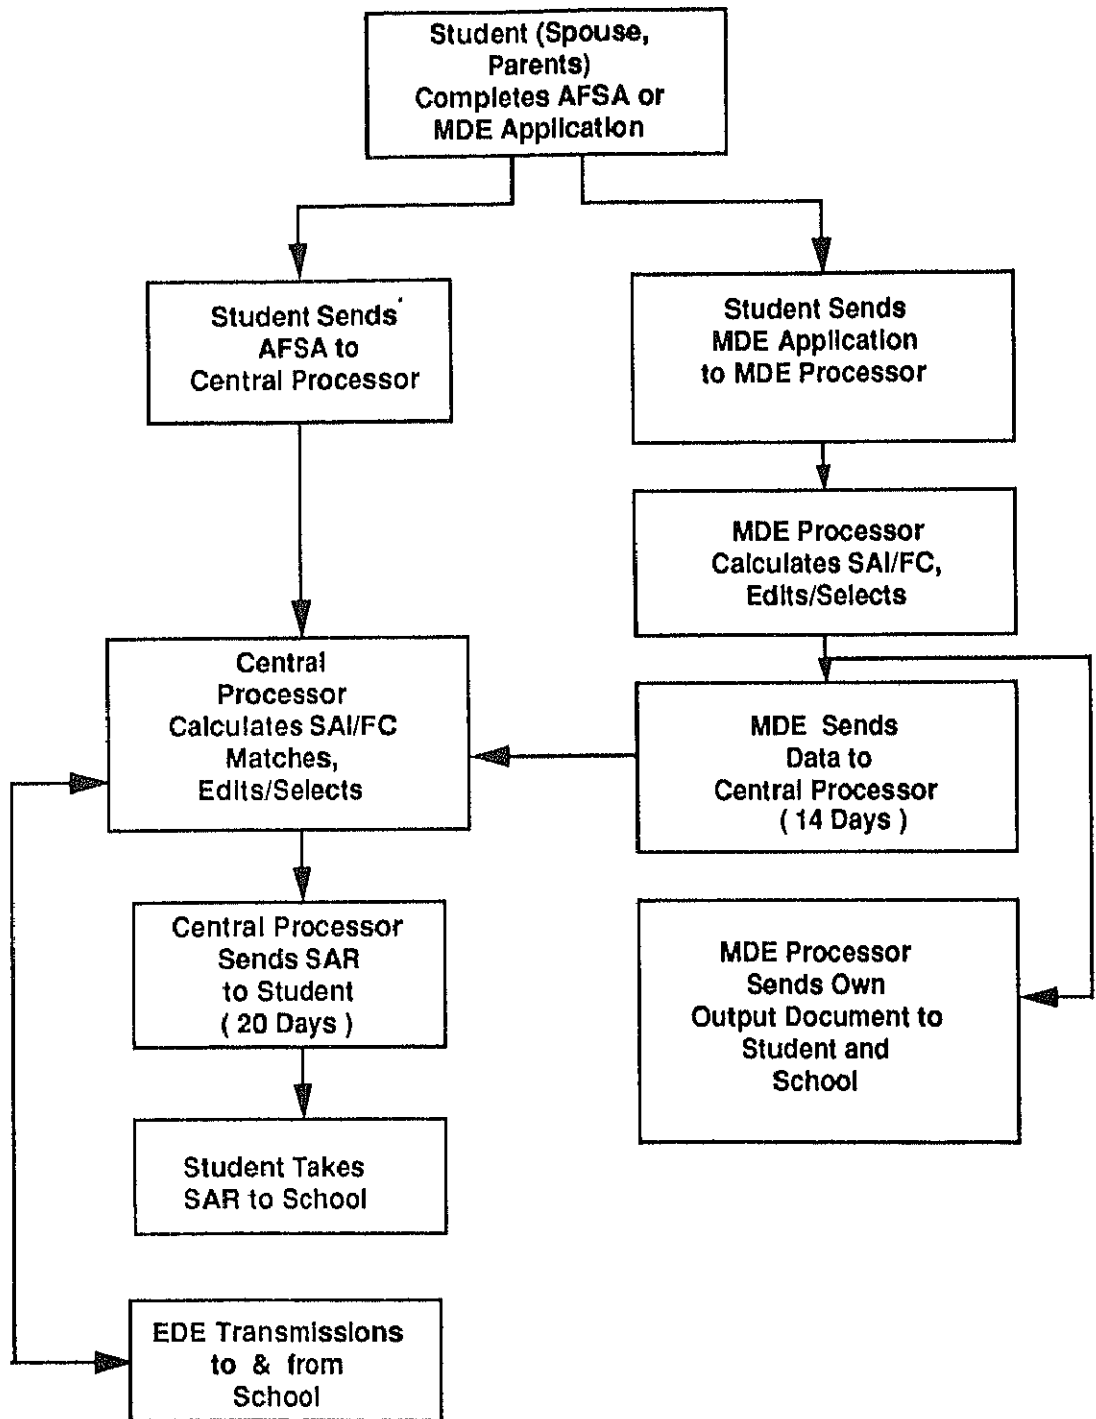 Student (Spouse,
Parents)
Completes AFSA or
MDE Application
Student Sends
AFSA to
Central Processor
Student Sends
MDE Application
to MDE Processor
MDE Processor
Calculates SAI/FC,
Edits/Selects
Central
Processor
Calculates SAI/FC
Matches,
Edits/Selects
MDE Sends
Data to
Central Processor
( 14 Days )
Central Processor
Sends SAR
to Student
( 20 Days )
MDE Processor
Sends Own
Output Document to
Student and
School
Student Takes
SAR to School
EDE Transmissions
to & from
School